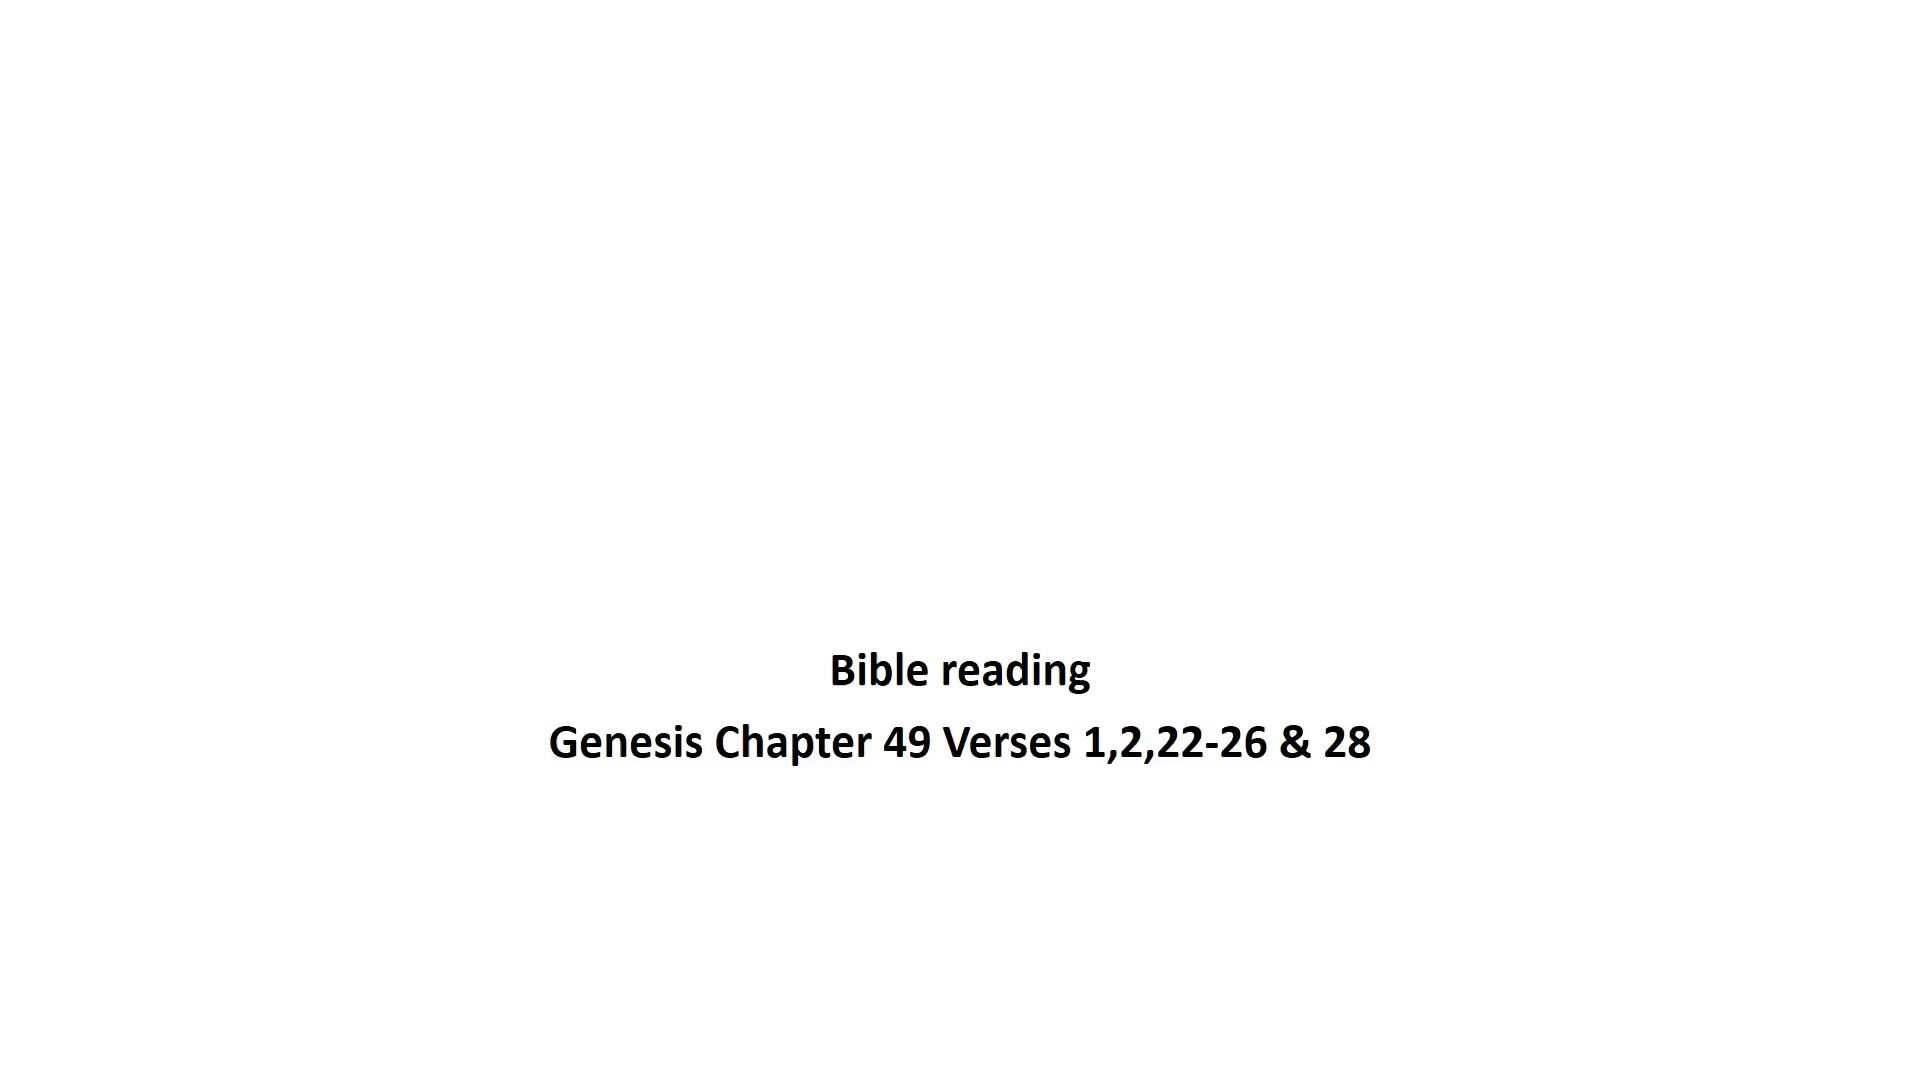 Bible reading
Genesis Chapter 49 Verses 1,2,22-26 & 28